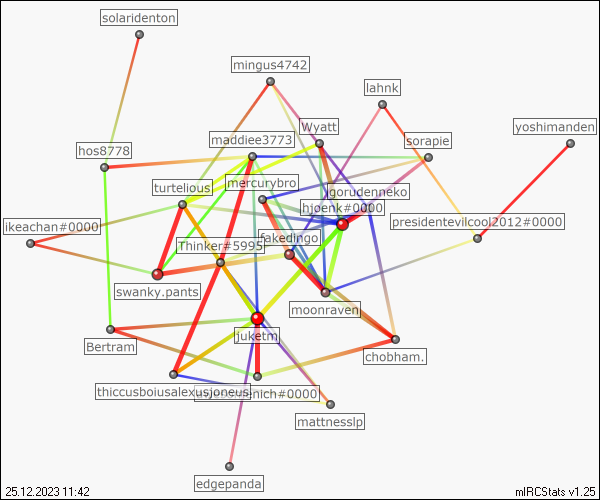 solaridenton
mingus4742
lahnk
yoshimanden
Wyatt
maddiee3773
sorapie
hos8778
mercurybro
gorudenneko
turtelious
hjoenk#0000
ikeachan#0000
presidentevilcool2012#0000
Thinker#5995
fakedingo
swanky.pants
moonraven
juketm
Bertram
chobham.
thiccusboiusalexusjoneus
nich#0000
mattnesslp
edgepanda
25.12.2023 11:42
mIRCStats v1.25